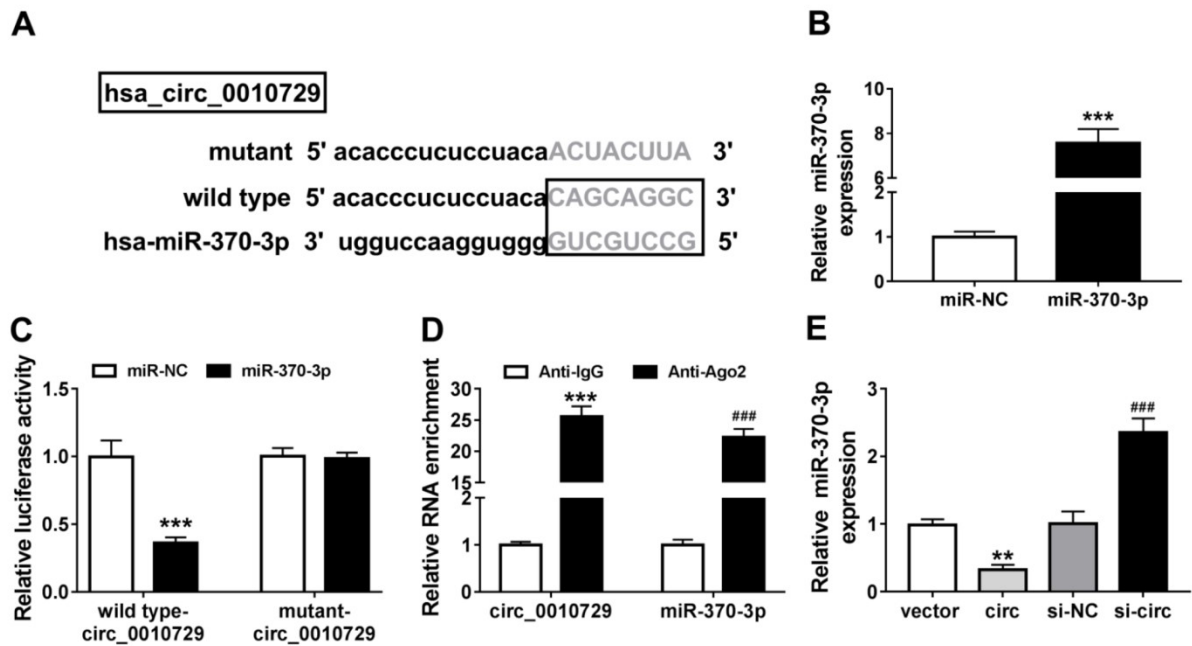 A
hsa_circ_0010729
mutant 5' acacccucuccuacaACUACUUA 3'
wild type 5' acacccucuccuacaCAGCAGGC 3'
hsa-miR-370-3p 3' ugguccaaggugggGUCGUCCG 5'
B
Relative miR-370-3p
expression
10
8
6
2
1
0
***
miR-NC
miR-370-3p
C
miR-NC
miR-370-3p
Relative luciferase activity
1.5
1.0
0.5
0.0
***
wild type-
circ_0010729
mutant-
circ_0010729
D
Anti-IgG
Anti-Ago2
Relative RNA enrichment
30
25
20
15
10
2
1
0
***
###
circ_0010729
miR-370-3p
E
Relative miR-370-3p
expression
3
2
1
0
**
###
vector
circ
si-NC
si-circ